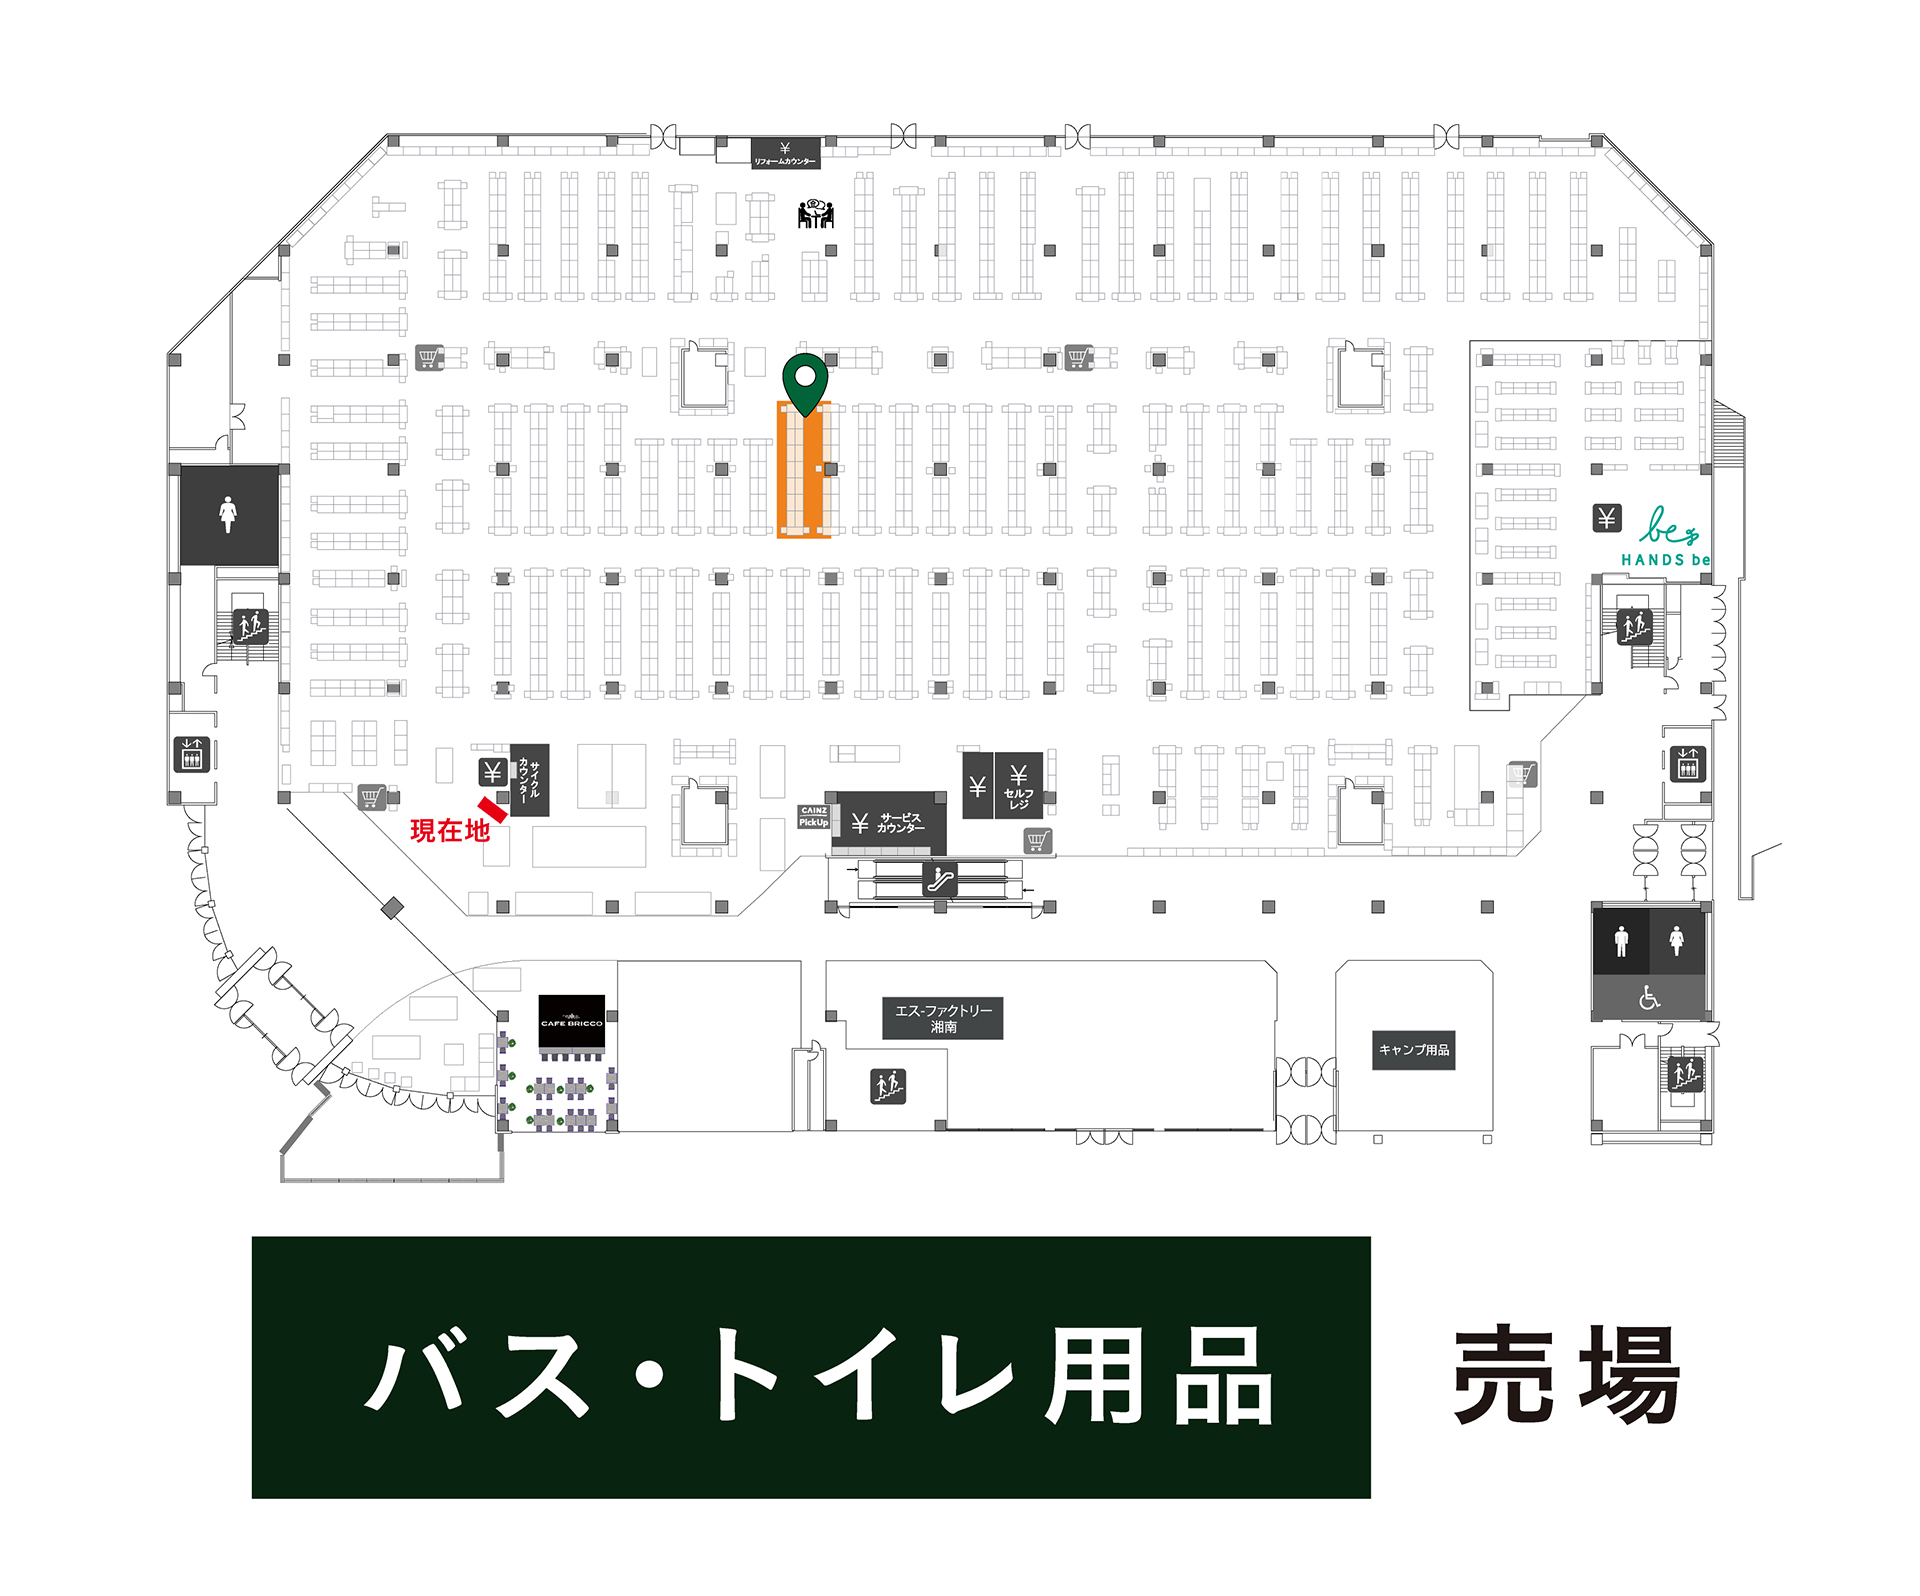 ¥
リフォームカウンター
¥
be
HANDS be
¥
サイクル
カウンター
現在地
CAINZ
PickUp
¥
サービス
カウンター
¥
¥
セルフ
レジ
CAFE BRICCO
エス-ファクトリー
湘南
キャンプ用品
バス・トイレ用品
売場